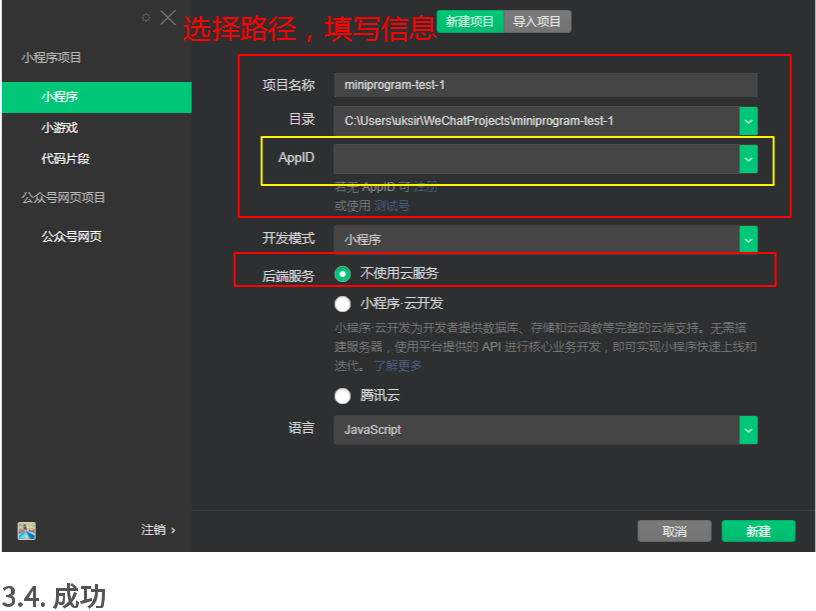 选择路径，填写信息
新建项目 导入项目
小程序项目
小程序
小游戏
代码片段
公众号网页项目
公众号网页
项目名称 miniprogram-test-1
目录 C:\Users\uksir\WeChatProjects\miniprogram-test-1
AppID
若无 AppID 可 注册
或使用 测试号
开发模式 小程序
后端服务 不使用云服务
小程序·云开发
小程序·云开发为开发者提供数据库、存储和云函数等完整的云端支持。无需搭
建服务器，使用平台提供的 API 进行核心业务开发，即可实现小程序快速上线和
迭代。 了解更多
腾讯云
语言 JavaScript
注销 ›
取消 新建
3.4. 成功